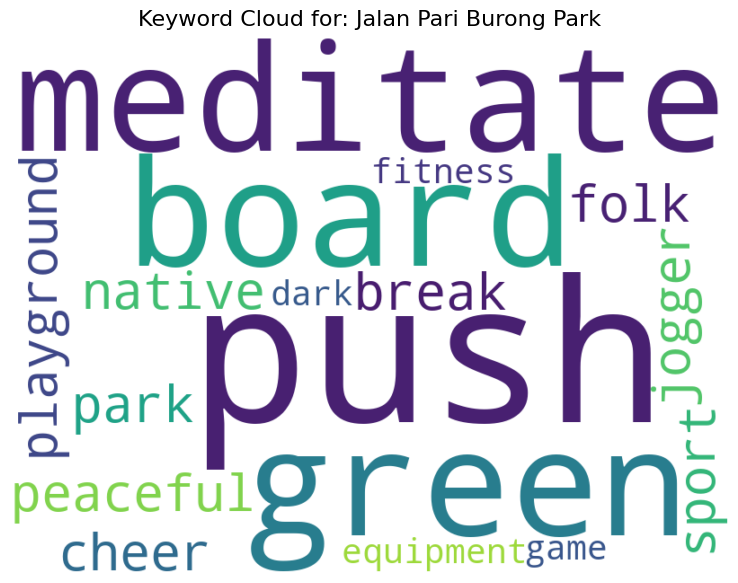 Keyword Cloud for: Jalan Pari Burong Park
meditate
board
fitness
folk
playground
native
dark
break
jogger
push
park
green
sport
peaceful
cheer
equipment
game